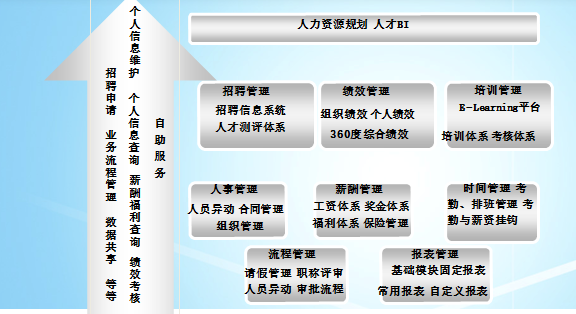 人力资源规划 人才BI
招聘申请 业务流程管理 数据共享 等等
个人信息维护 个人信息查询 薪酬福利查询 绩效考核
自助服务
招聘管理
招聘信息系统
人才测评体系
绩效管理
组织绩效 个人绩效
360度 综合绩效
培训管理
E-Learning平台
培训体系 考核体系
人事管理
人员异动 合同管理
组织管理
薪酬管理
工资体系 奖金体系
福利体系 保险管理
时间管理 考
勤、排班管理 考
勤与薪资挂钩
流程管理
请假管理 职称评审
人员异动 审批流程
报表管理
基础模块固定报表
常用报表 自定义报表